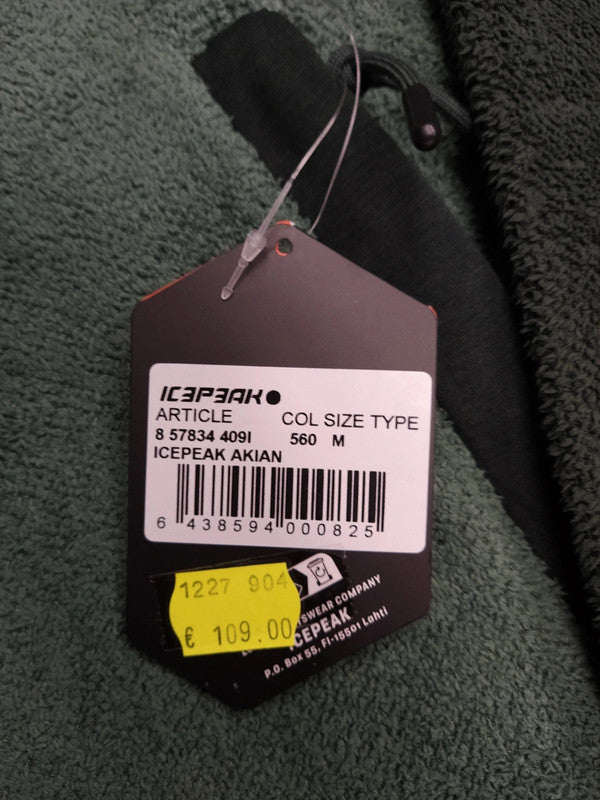 ICEPEAK
ARTICLE COL SIZE TYPE
8 57834 409I 560 M
ICEPEAK AKIAN
6 438594 000825
1227 904
€ 109.00
COMPANY
ICEPEAK
P.O. Box 55, FI-15501 Lahti